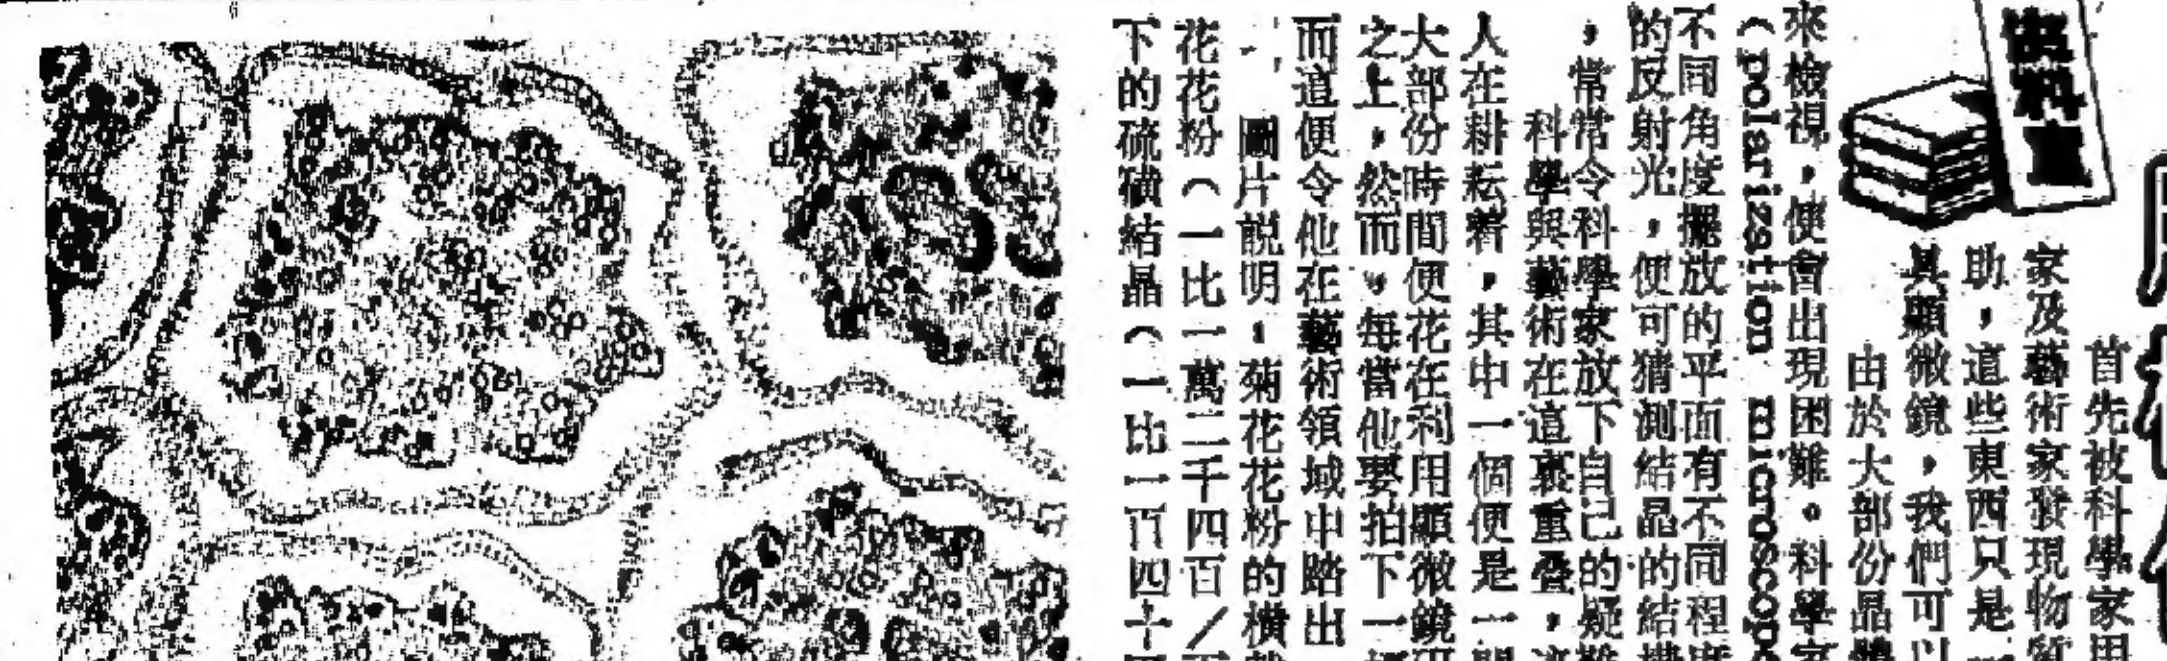 資料室
首先被科學家用
家及藝術家發現物質
助，這些東西只是
具顯微鏡，我們可以
由於大部份晶體
來檢視，便會出現困難。科學家
(polarization microscope
不同角度擺放的平面有不同程度
的反射光，便可猜測結晶的結構
，常常令科學家放下自己的疑難
科學與藝術在這裏重疊，
人在耕耘着，其中一個便是一
大部份時間便花在利用顯微鏡研
之上，然而，每當他要拍下一
而這便令他在藝術領域中踏出
圖片說明：菊花花粉的橫
花花粉（一比一萬二千四百／
下的硫磺結晶（一比一百四十